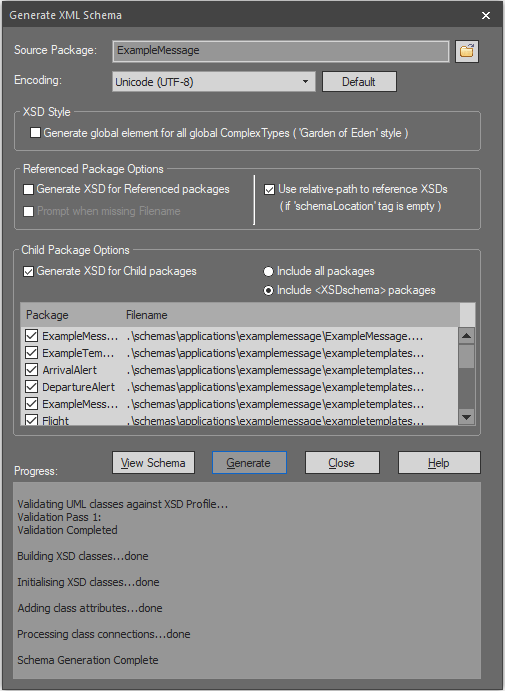 Generate XML Schema
Source Package: ExampleMessage
Encoding: Unicode (UTF-8) Default
XSD Style
Generate global element for all global ComplexTypes ( 'Garden of Eden' style )
Referenced Package Options
Generate XSD for Referenced packages
Prompt when missing Filename
Use relative-path to reference XSDs
( if 'schemaLocation' tag is empty )
Child Package Options
Generate XSD for Child packages
Include all packages
Include <XSDschema> packages
Package Filename
ExampleMess... .\schemas\applications\examplemessage\ExampleMessage....
ExampleTem... .\schemas\applications\examplemessage\exampletemplates...
ArrivalAlert .\schemas\applications\examplemessage\exampletemplates...
DepartureAlert .\schemas\applications\examplemessage\exampletemplates...
ExampleMess... .\schemas\applications\examplemessage\exampletemplates...
Flight .\schemas\applications\examplemessage\exampletemplates...
View Schema Generate Close Help
Progress:
Validating UML classes against XSD Profile...
Validation Pass 1:
Validation Completed
Building XSD classes...done
Initialising XSD classes...done
Adding class attributes...done
Processing class connections...done
Schema Generation Complete